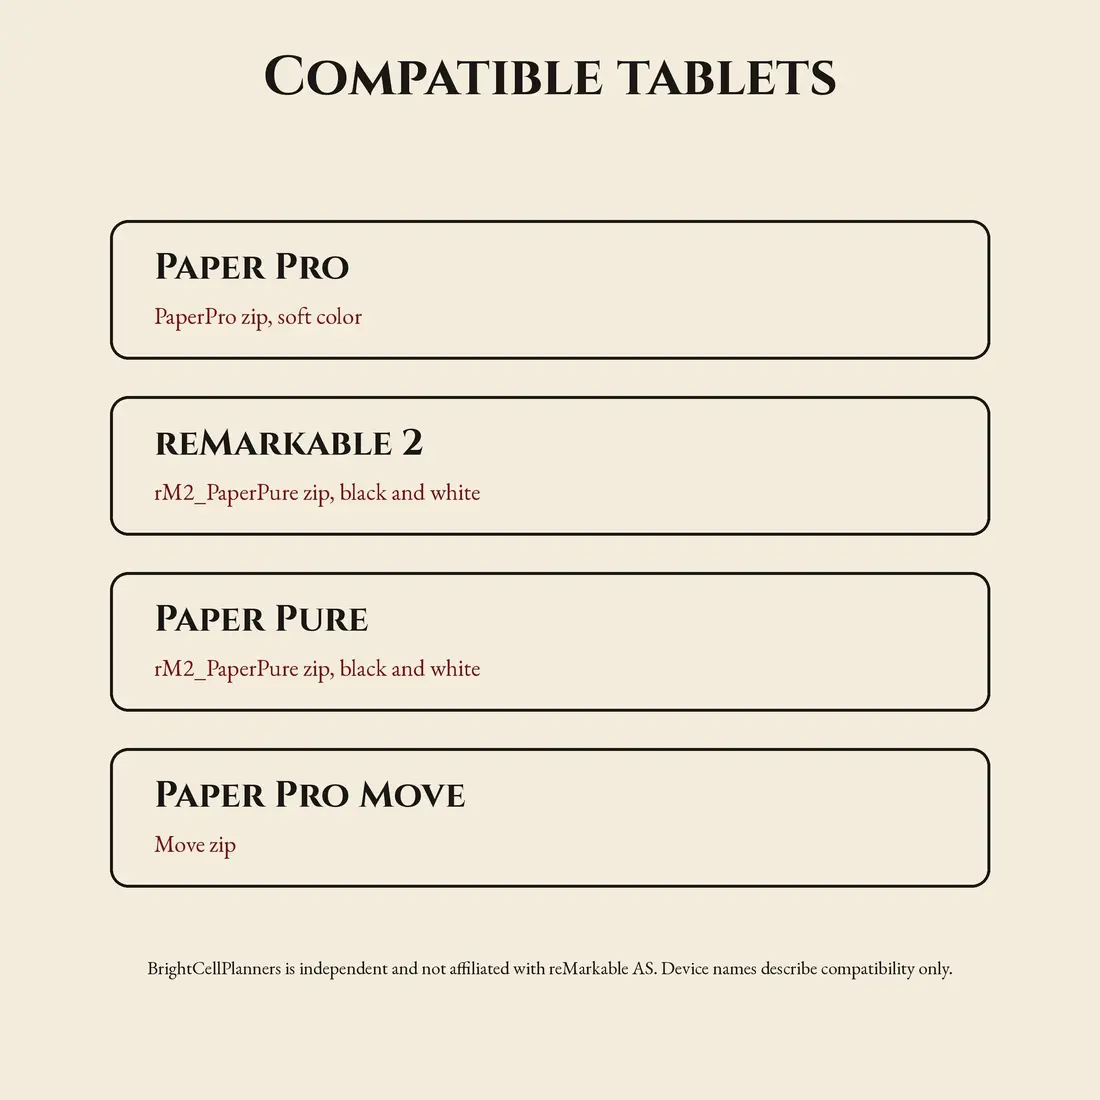 Compatible tablets
Paper Pro
PaperPro zip, soft color
reMarkable 2
rM2_PaperPure zip, black and white
Paper Pure
rM2_PaperPure zip, black and white
Paper Pro Move
Move zip
BrightCellPlanners is independent and not affiliated with reMarkable AS. Device names describe compatibility only.